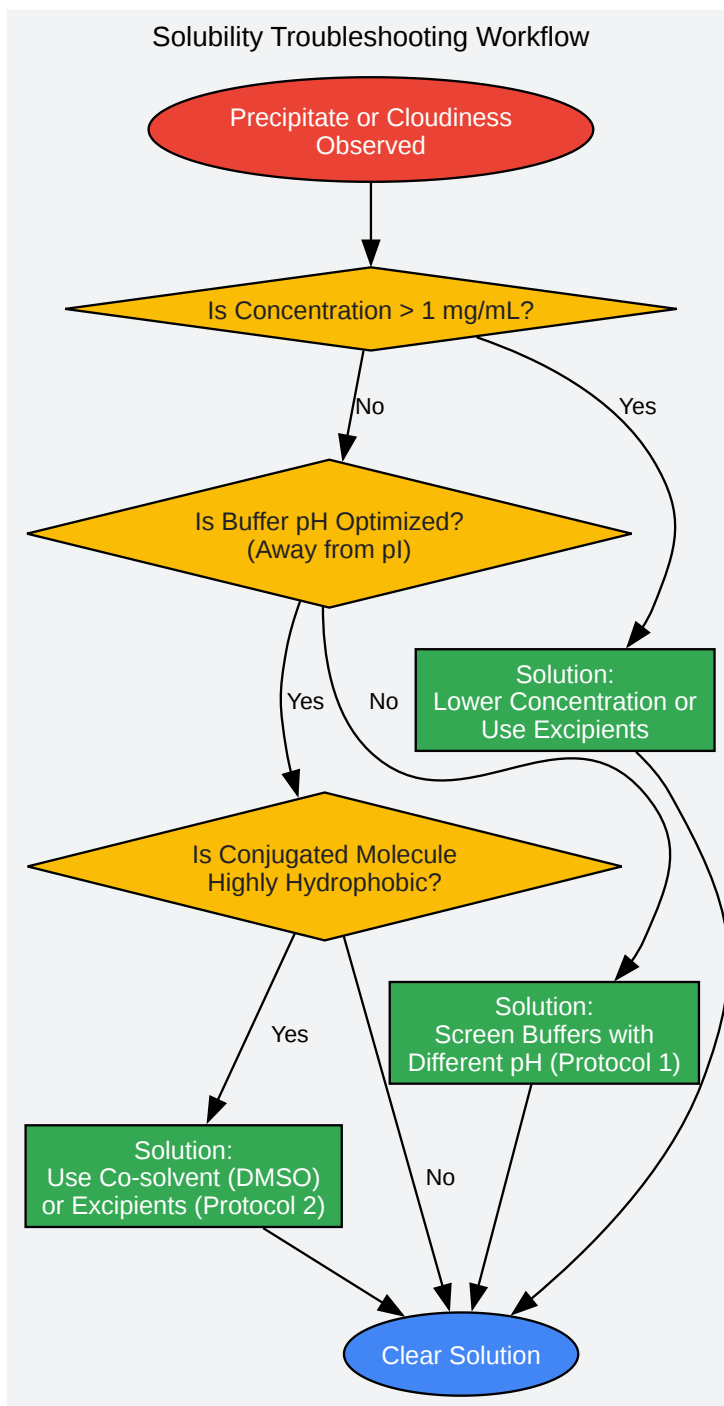 Solubility Troubleshooting Workflow
Precipitate or Cloudiness
Observed
Is Concentration > 1 mg/mL?
No
Yes
Is Buffer pH Optimized?
(Away from pI)
Yes
No
Solution:
Lower Concentration or
Use Excipients
Is Conjugated Molecule
Highly Hydrophobic?
Yes
Solution:
Screen Buffers with
Different pH (Protocol 1)
Solution:
Use Co-solvent (DMSO)
or Excipients (Protocol 2)
No
Clear Solution